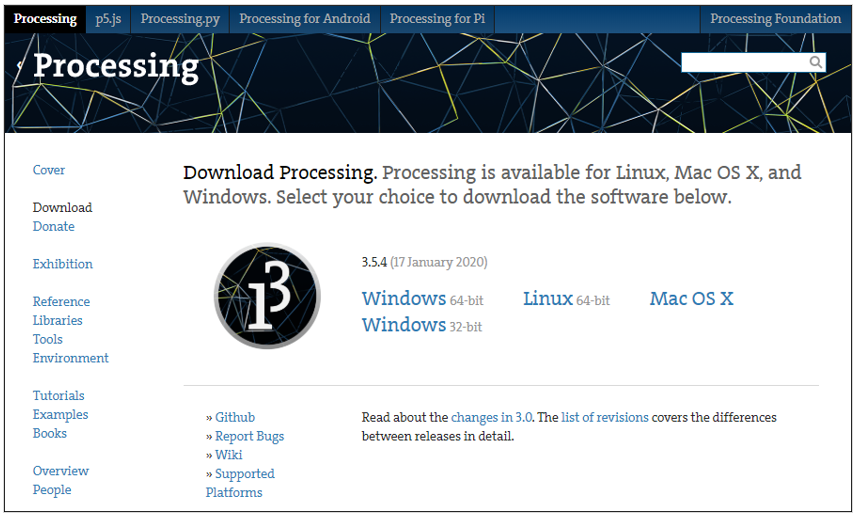 Processing p5.js Processing.py Processing for Android Processing for Pi Processing Foundation
Processing
Cover
Download
Donate
Exhibition
Reference
Libraries
Tools
Environment
Tutorials
Examples
Books
Overview
People
Download Processing. Processing is available for Linux, Mac OS X, and
Windows. Select your choice to download the software below.
3
3.5.4 (17 January 2020)
Windows 64-bit Linux 64-bit Mac OS X
Windows 32-bit
» Github
» Report Bugs
» Wiki
» Supported
Platforms
Read about the changes in 3.0. The list of revisions covers the differences
between releases in detail.